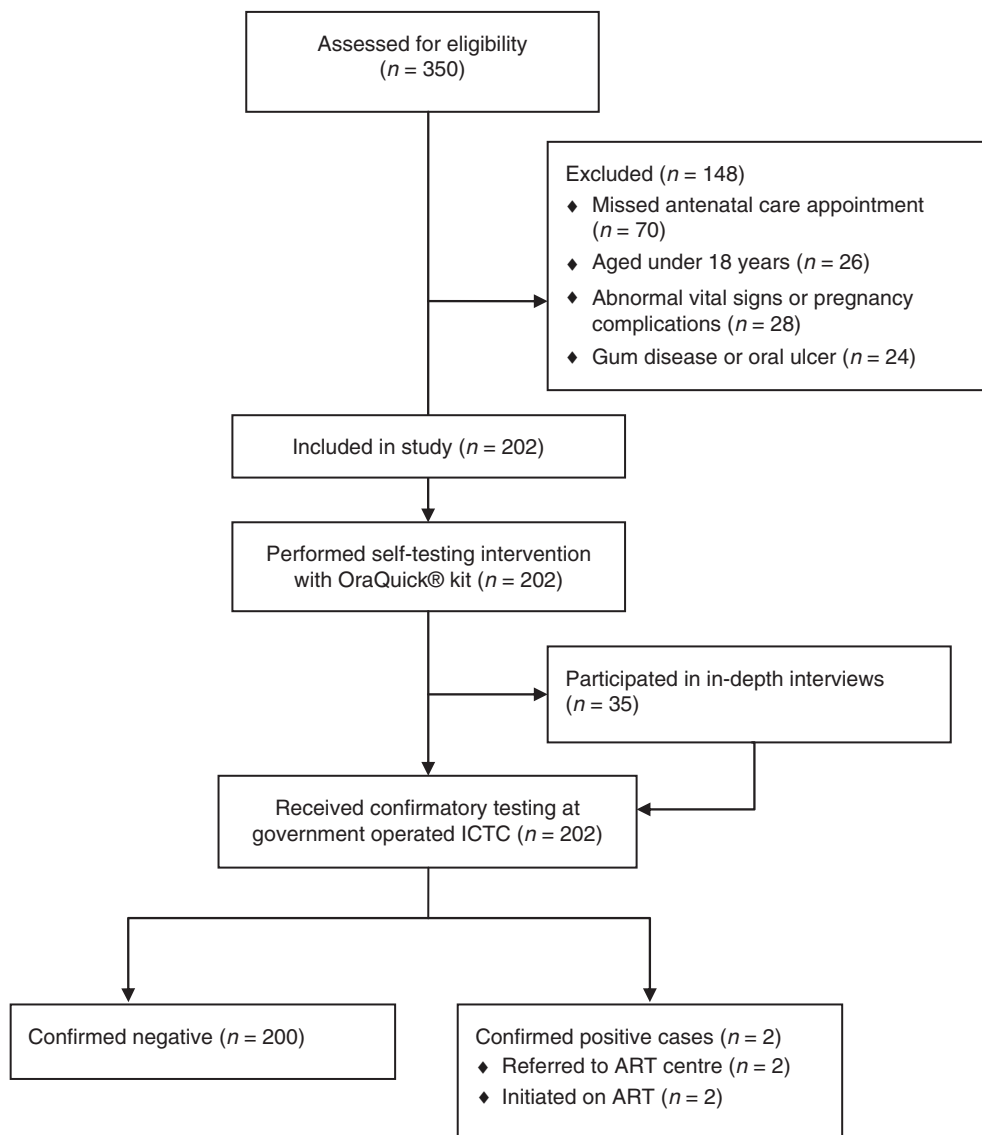 Assessed for eligibility
(n = 350)
Excluded (n = 148)
♦ Missed antenatal care appointment
(n = 70)
♦ Aged under 18 years (n = 26)
♦ Abnormal vital signs or pregnancy
complications (n = 28)
♦ Gum disease or oral ulcer (n = 24)
Included in study (n = 202)
Performed self-testing intervention
with OraQuick® kit (n = 202)
Participated in in-depth interviews
(n = 35)
Received confirmatory testing at
government operated ICTC (n = 202)
Confirmed negative (n = 200)
Confirmed positive cases (n = 2)
♦ Referred to ART centre (n = 2)
♦ Initiated on ART (n = 2)